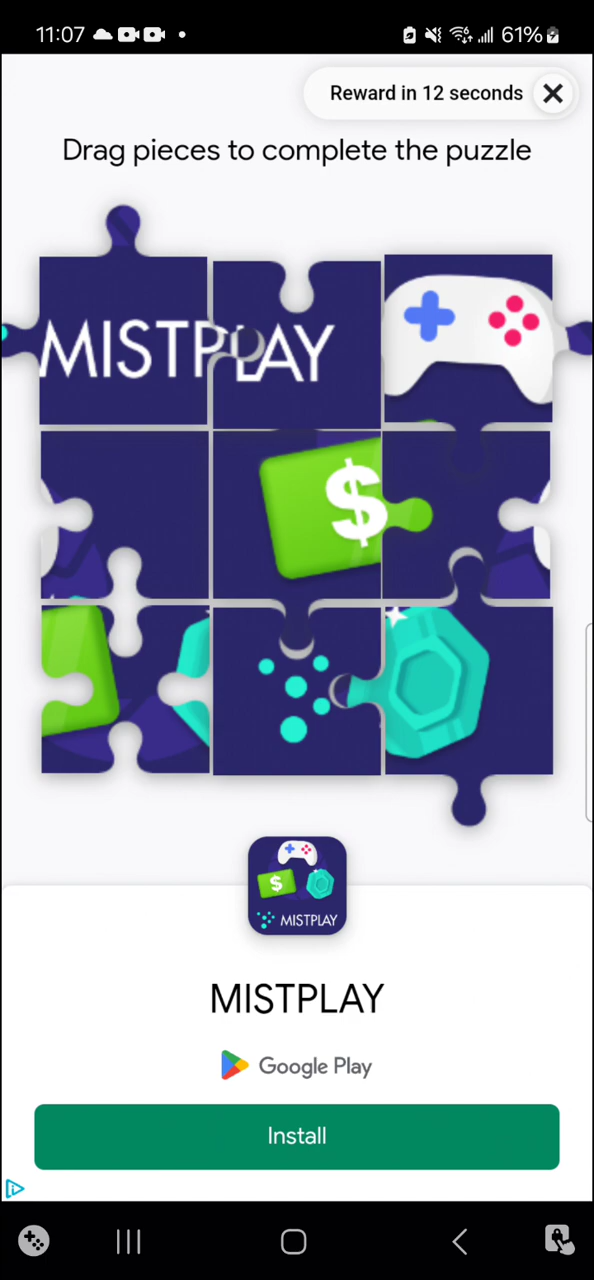 11:07
61%
Reward in 12 seconds
Drag pieces to complete the puzzle
MISTPLAY
$
$
MISTPLAY
MISTPLAY
Google Play
Install